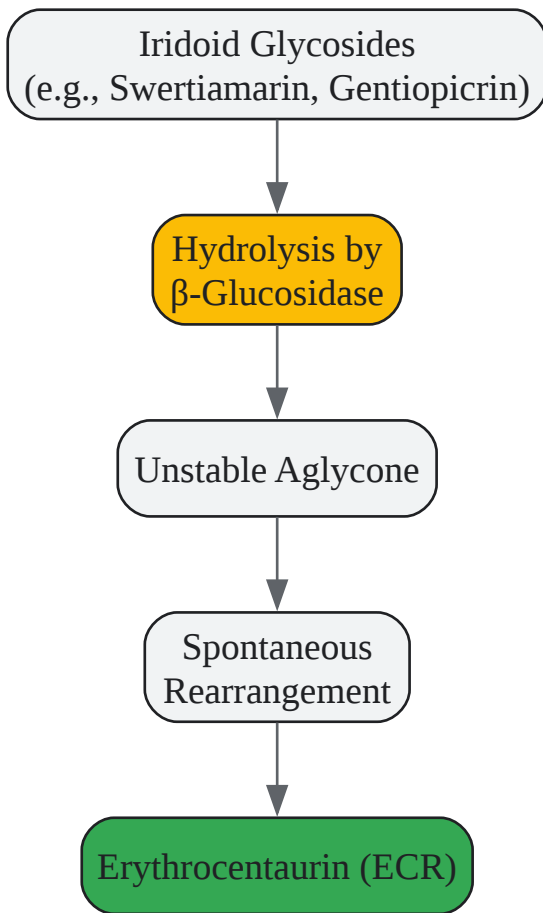 Iridoid Glycosides
(e.g., Swertiamarin, Gentiopicrin)
Hydrolysis by
β-Glucosidase
Unstable Aglycone
Spontaneous
Rearrangement
Erythrocentaurin (ECR)